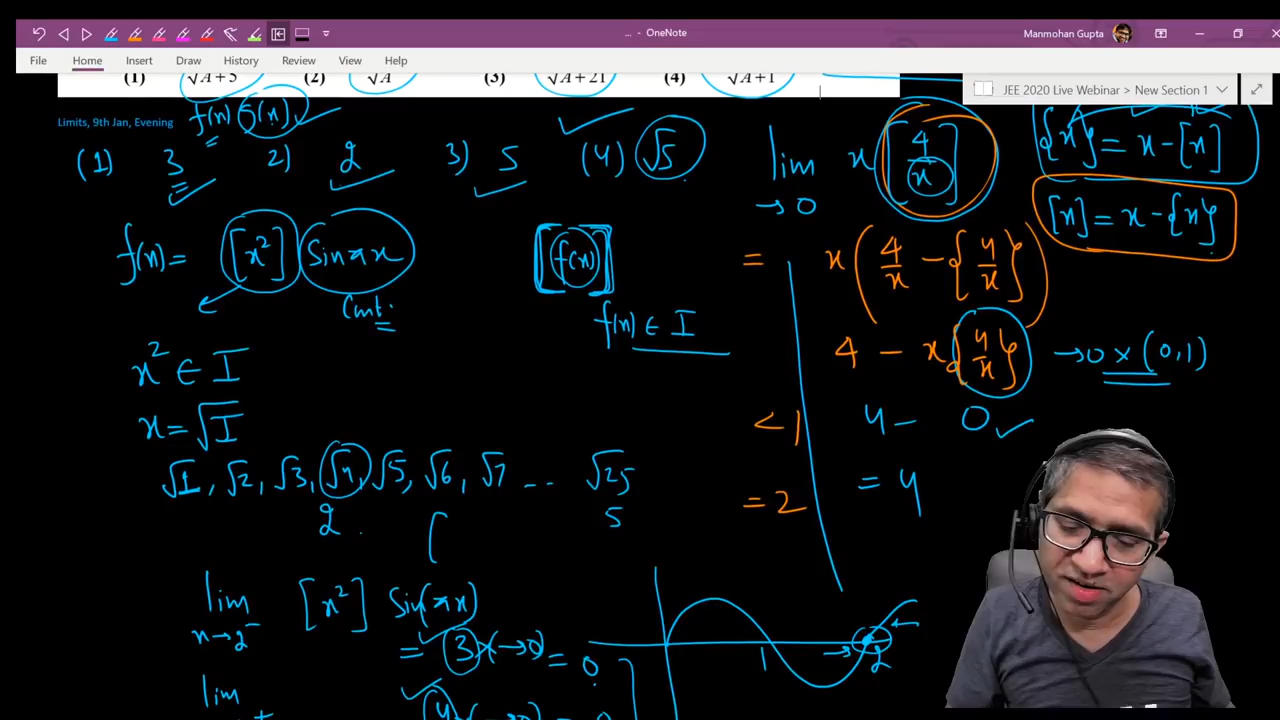 ... - OneNote
Manmohan Gupta
File Home Insert Draw History Review View Help
(1) √A+5 (2) √A (3) √A+21 (4) √A+1
JEE 2020 Live Webinar > New Section 1
Limits, 9th Jan, Evening
(1) 3 2) 2 3) 5 (4) √5
lim x [4/x]
→0
{x} = x - [x]
[x] = x - {x}
f(x) = [x²] Sin πx
Cont.
[f(x)]
f(x) ∈ I
= x (4/x - {4/x})
4 - x {4/x} → 0 × (0,1)
x² ∈ I
x = √I
< 1 4 - 0
√1, √2, √3, √4, √5, √6, √7 ... √25
2 5
= 2
= 4
lim [x²] Sin(πx)
x→2⁻
= 3 × (→0) = 0
1 2
lim